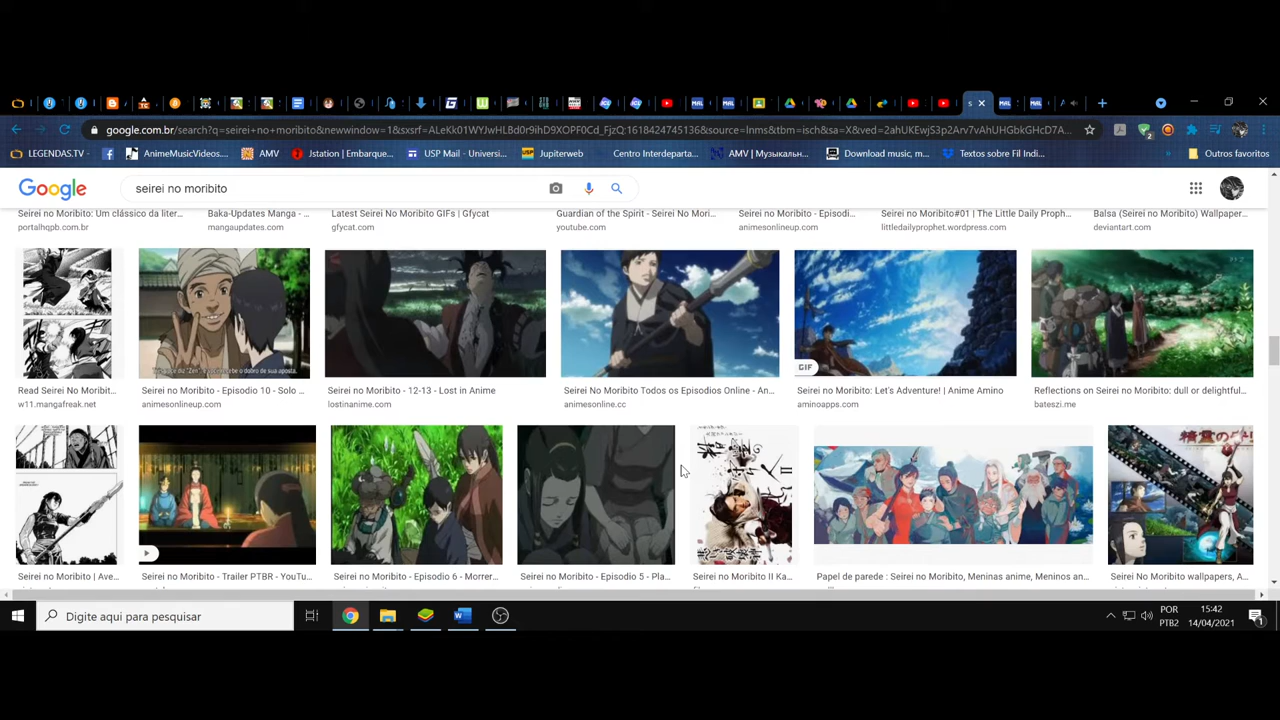 google.com.br/search?q=seirei+no+moribito&newwindow=1&sxsrf=ALeKk01WYJwHLBd0r9ihD9XOPF0Cd_FzjQ:1618424745136&source=lnms&tbm=isch&sa=X&ved=2ahUKEwjS3p2Arv7vAhUHGbkGHcD7A...
LEGENDAS.TV - AnimeMusicVideos.... AMV Jstation | Embarque... USP Mail - Universi... Jupiterweb Centro Interdeparta... AMV | Музыкальн... Download music, m... Textos sobre Fil Indi... » Outros favoritos
Google seirei no moribito
Seirei no Moribito: Um clássico da liter... Baka-Updates Manga - ... Latest Seirei No Moribito GIFs | Gfycat Guardian of the Spirit - Seirei No Mori... Seirei no Moribito - Episodi... Seirei no Moribito#01 | The Little Daily Proph... Balsa (Seirei no Moribito) Wallpaper...
portalhqpb.com.br mangaupdates.com gfycat.com youtube.com animesonlineup.com littledailyprophet.wordpress.com deviantart.com
GIF
Read Seirei No Moribit... Seirei no Moribito - Episodio 10 - Solo ... Seirei no Moribito - 12-13 - Lost in Anime Seirei No Moribito Todos os Episodios Online - An... Seirei no Moribito: Let's Adventure! | Anime Amino Reflections on Seirei no Moribito: dull or delightful...
w11.mangafreak.net animesonlineup.com lostinanime.com animesonline.cc aminoapps.com bateszi.me
Seirei no Moribito | Ave... Seirei no Moribito - Trailer PTBR - YouTu... Seirei no Moribito - Episodio 6 - Morrer... Seirei no Moribito - Episodio 5 - Pla... Seirei no Moribito II Ka... Papel de parede : Seirei no Moribito, Meninas anime, Meninos an... Seirei No Moribito wallpapers, A...
Digite aqui para pesquisar
POR 15:42
PTB2 14/04/2021